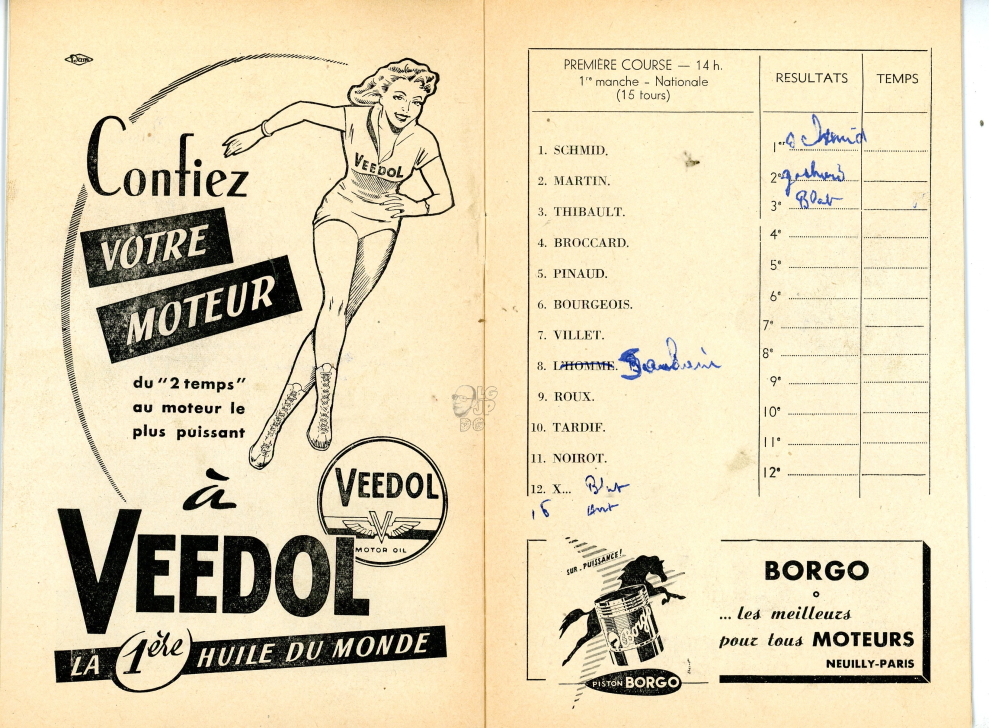 Confiez
VOTRE
MOTEUR
du "2 temps"
au moteur le
plus puissant
à
VEEDOL
LA 1ère HUILE DU MONDE
VEEDOL
VEEDOL
MOTOR OIL
LG
JP
DG
PREMIÈRE COURSE — 14 h.
1re manche – Nationale
(15 tours)
RESULTATS
TEMPS
1. SCHMID.
2. MARTIN.
3. THIBAULT.
4. BROCCARD.
5. PINAUD.
6. BOURGEOIS.
7. VILLET.
8. LHOMME.
9. ROUX.
10. TARDIF.
11. NOIROT.
12. X...
1er Schmid
2e
3e
4e
5e
6e
7e
8e
9e
10e
11e
12e
SUR-PUISSANCE!
Borgo
PISTON BORGO
BORGO
... les meilleurs
pour tous MOTEURS
NEUILLY-PARIS